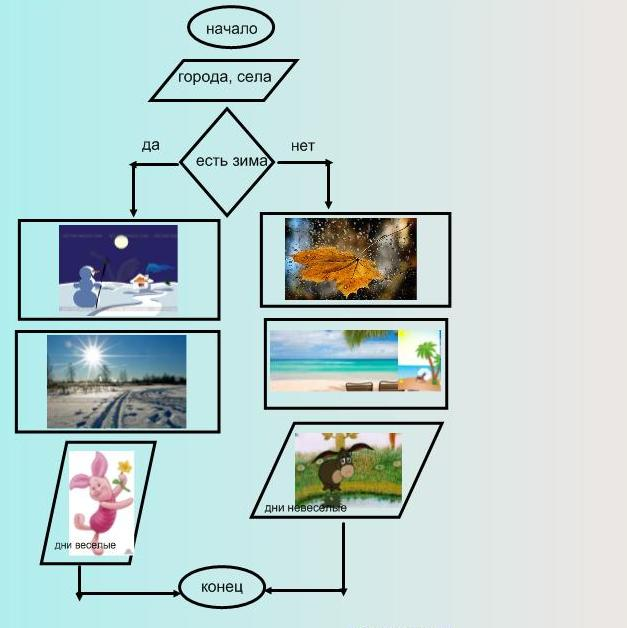 начало
города, села
есть зима
да
нет
дни веселые
дни невеселые
конец